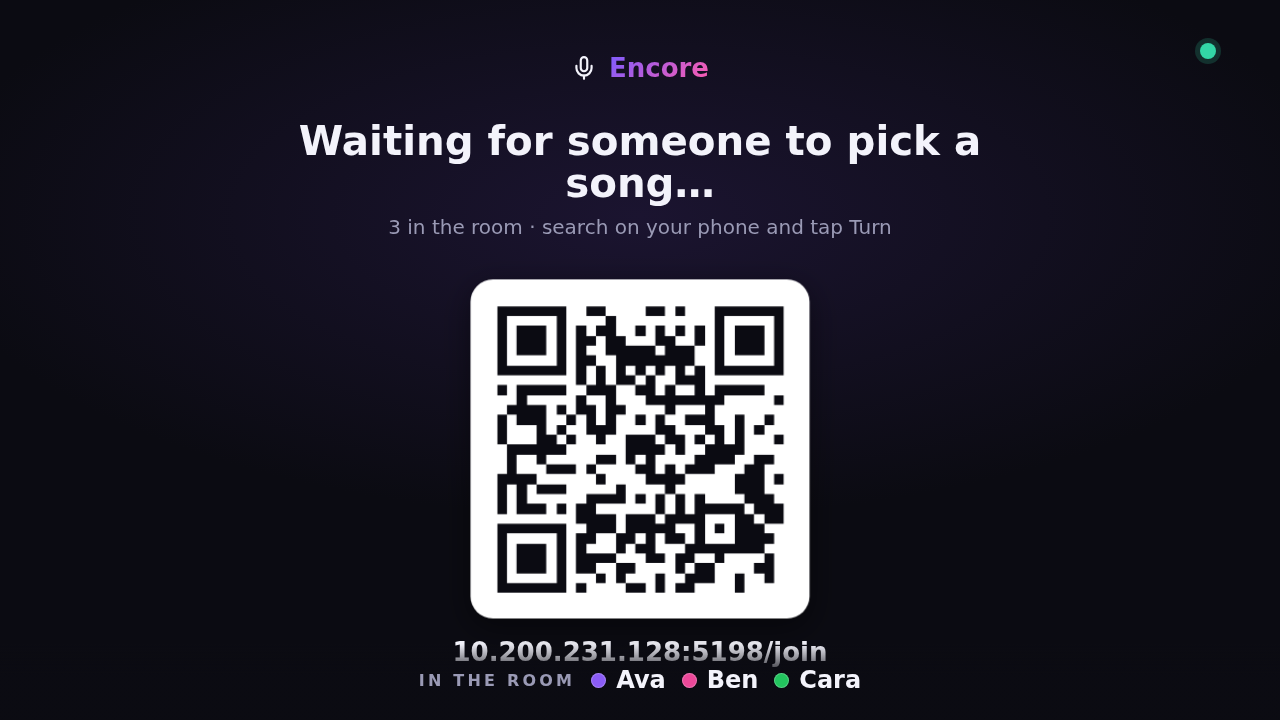 Encore
Waiting for someone to pick a
song…
3 in the room · search on your phone and tap Turn
10.200.231.128:5198/join
IN THE ROOM Ava Ben Cara